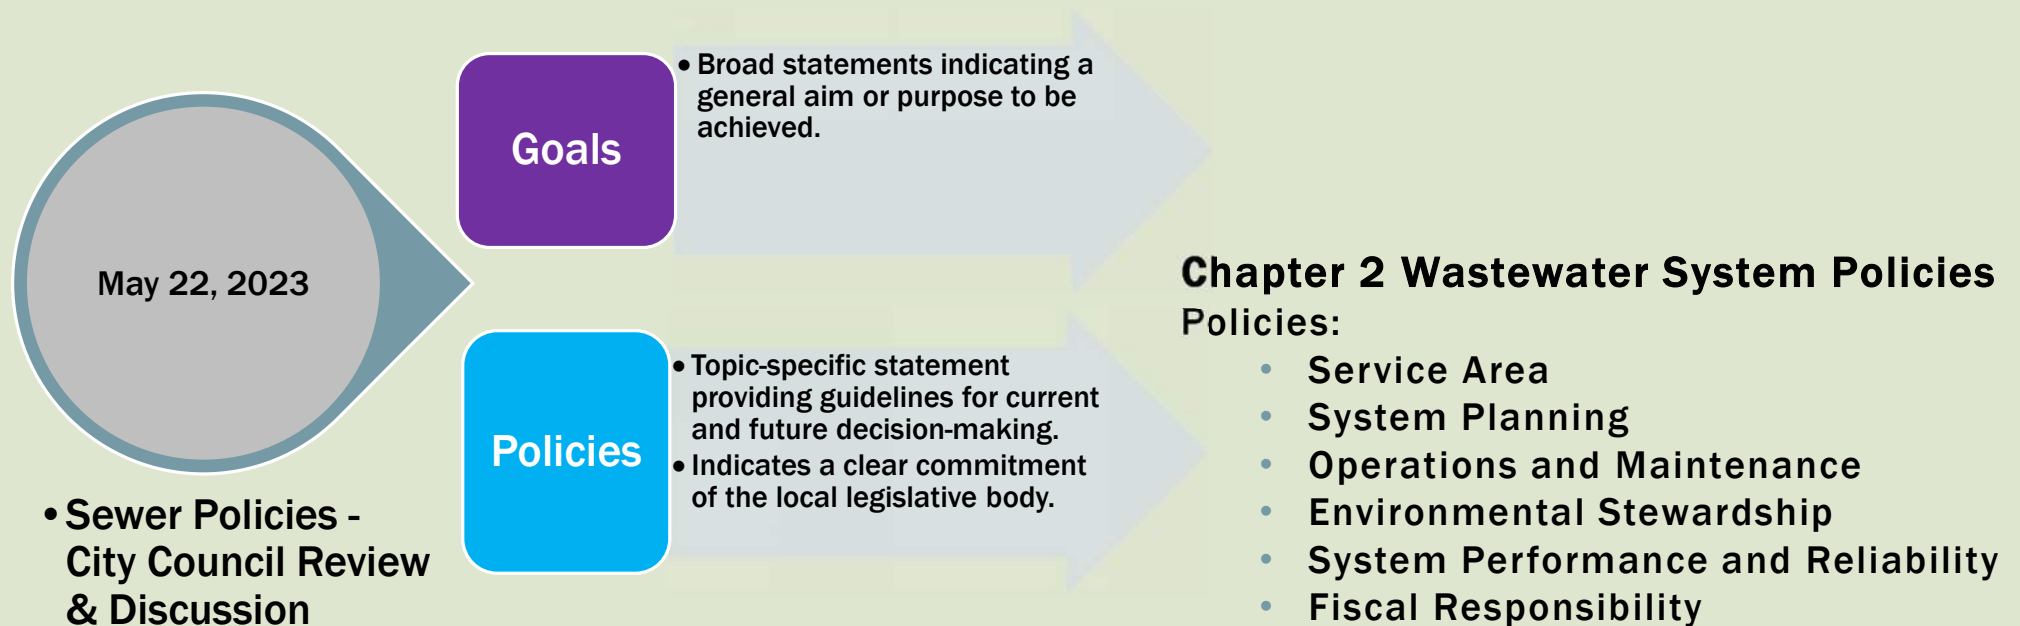 May 22, 2023
• Sewer Policies -
City Council Review
& Discussion
Goals
• Broad statements indicating a
general aim or purpose to be
achieved.
Policies
• Topic-specific statement
providing guidelines for current
and future decision-making.
• Indicates a clear commitment
of the local legislative body.
Chapter 2 Wastewater System Policies
Policies:
• Service Area
• System Planning
• Operations and Maintenance
• Environmental Stewardship
• System Performance and Reliability
• Fiscal Responsibility